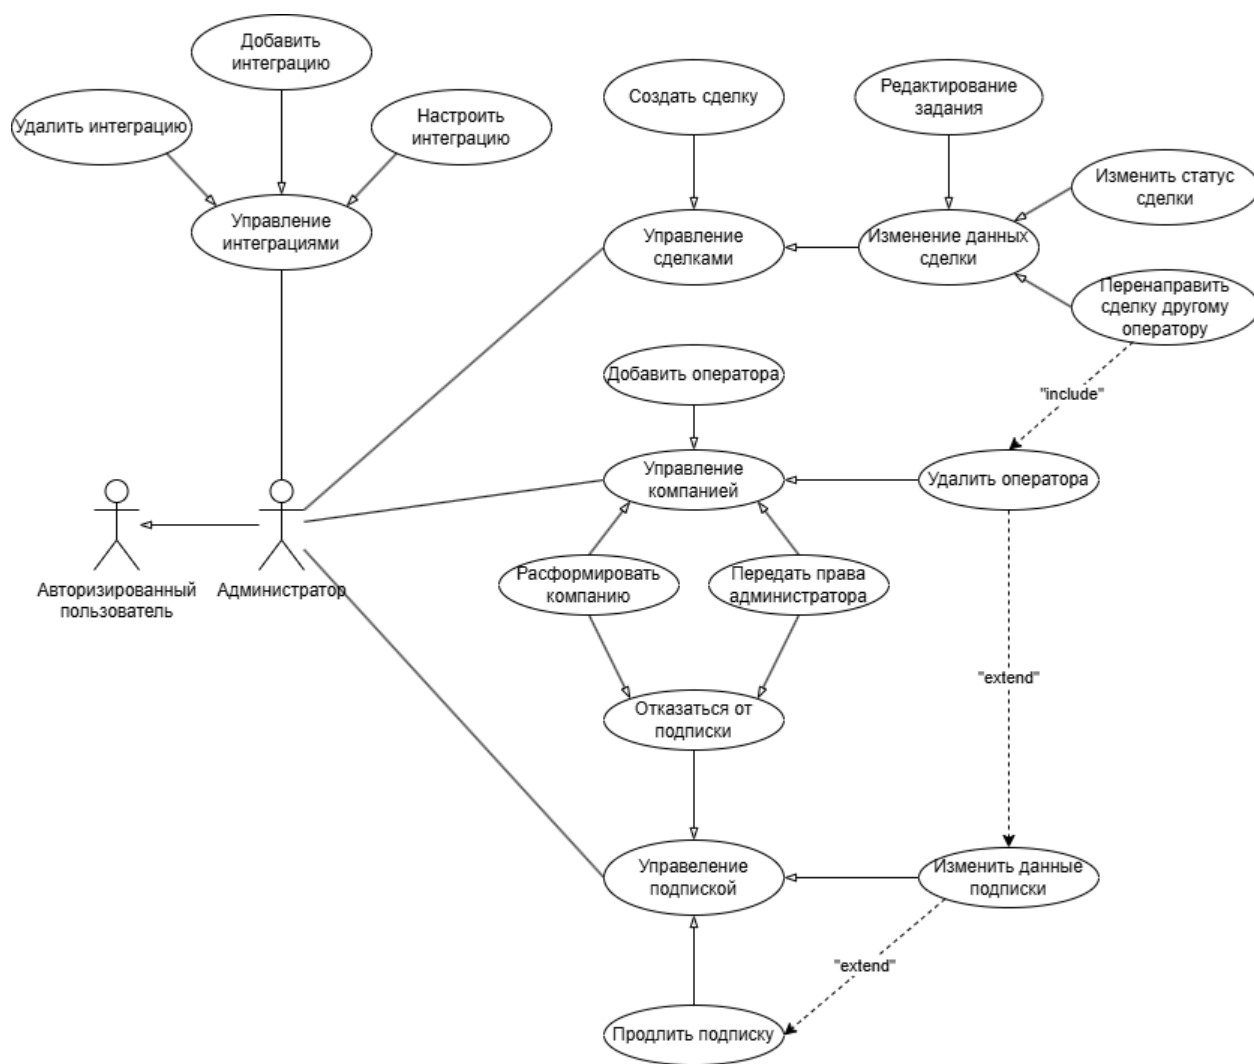 Добавить
интеграцию
Удалить интеграцию
Настроить
интеграцию
Управление
интеграциями
Создать сделку
Редактирование
задания
Изменить статус
сделки
Управление
сделками
Изменение данных
сделки
Перенаправить
сделку другому
оператору
Добавить оператора
"include"
Управление
компанией
Удалить оператора
Авторизированный
пользователь
Администратор
Расформировать
компанию
Передать права
администратора
"extend"
Отказаться от
подписки
Управеление
подпиской
Изменить данные
подписки
"extend"
Продлить подписку